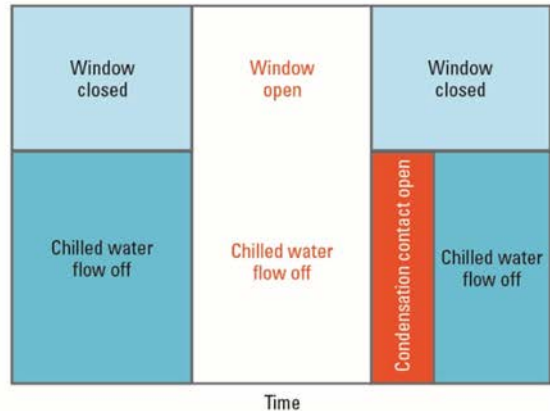 Window
closed
Window
open
Window
closed
Chilled water
flow off
Chilled water
flow off
Condensation contact open
Chilled water
flow off
Time